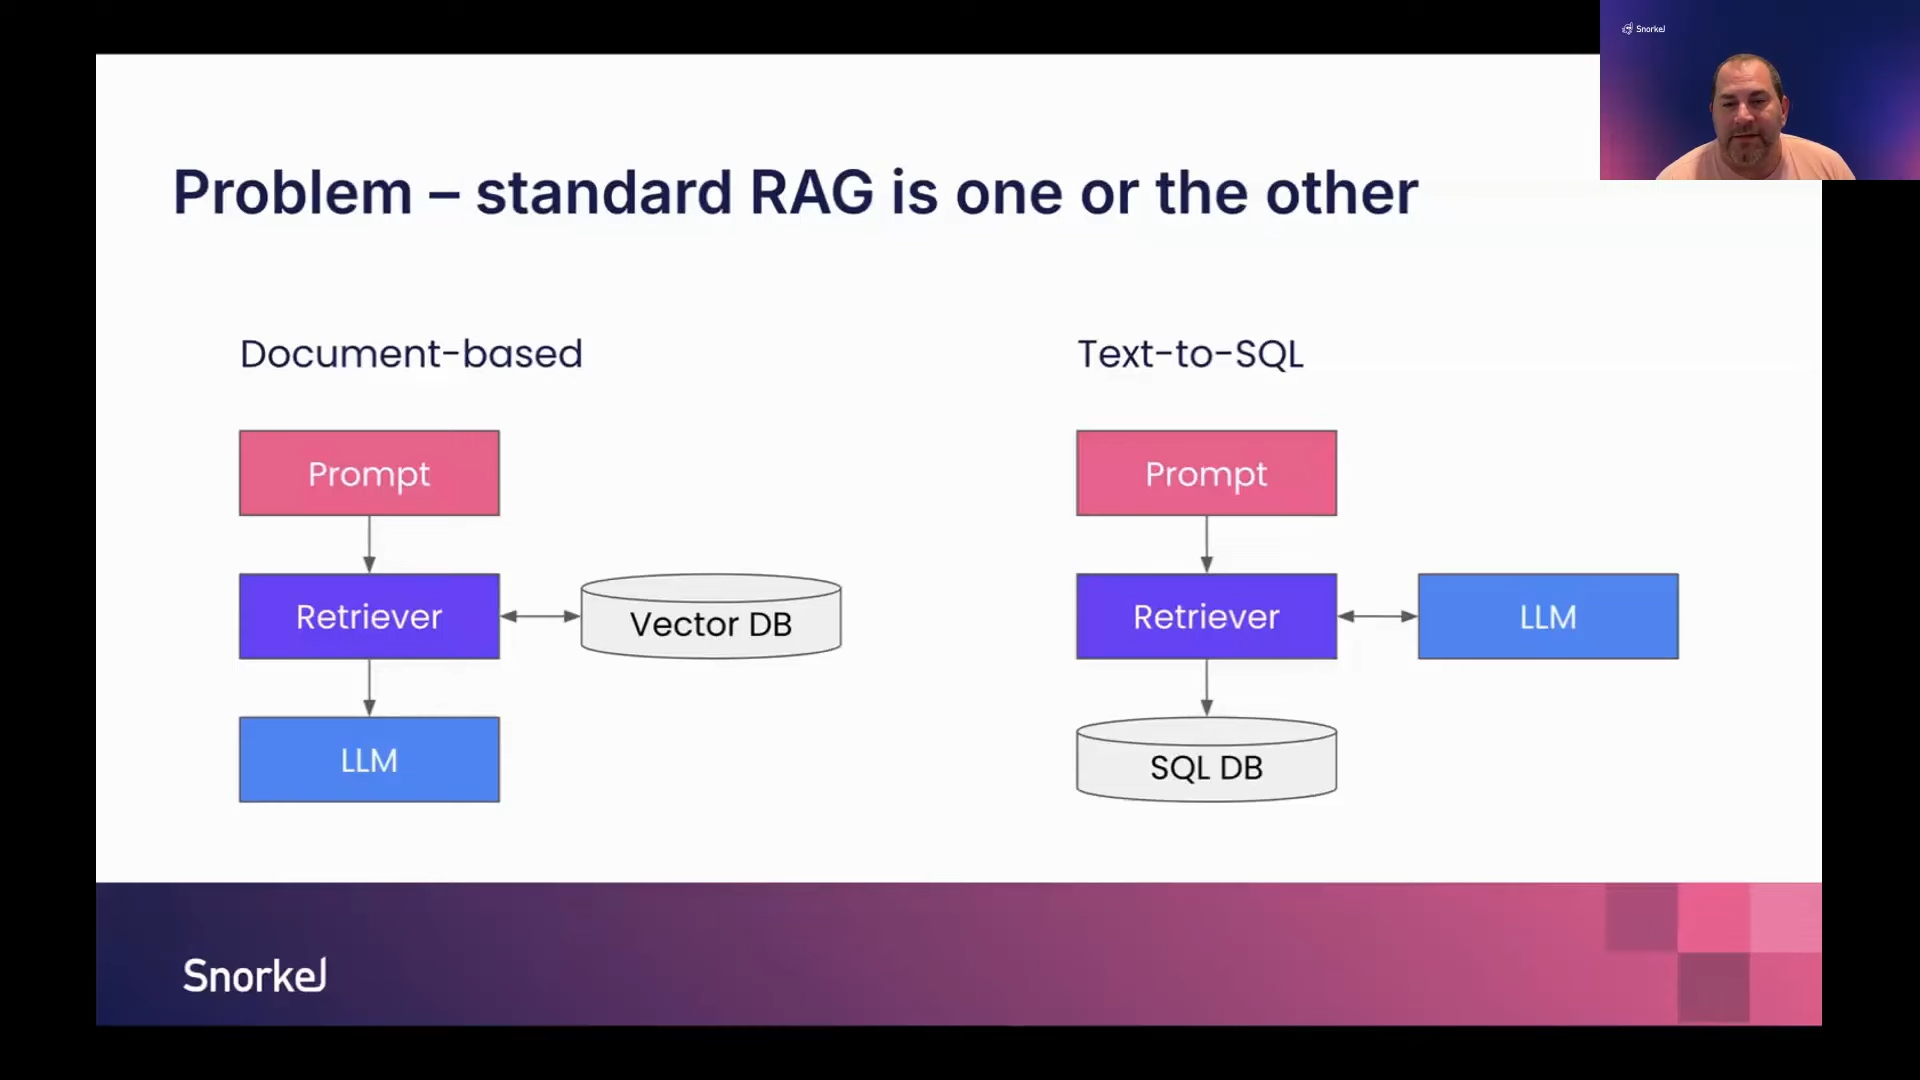 Snorkel
Problem – standard RAG is one or the other
Document-based
Prompt
Retriever
Vector DB
LLM
Text-to-SQL
Prompt
Retriever
LLM
SQL DB
Snorkel